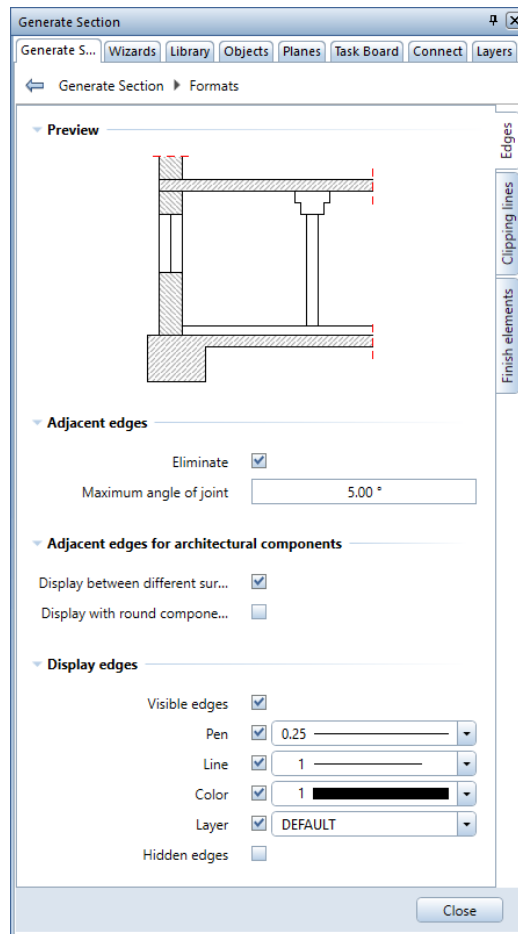 Generate Section
Generate S... Wizards Library Objects Planes Task Board Connect Layers
Generate Section Formats
Preview
Edges
Clipping lines
Finish elements
Adjacent edges
Eliminate
Maximum angle of joint 5.00 °
Adjacent edges for architectural components
Display between different sur...
Display with round compone...
Display edges
Visible edges
Pen 0.25
Line 1
Color 1
Layer DEFAULT
Hidden edges
Close